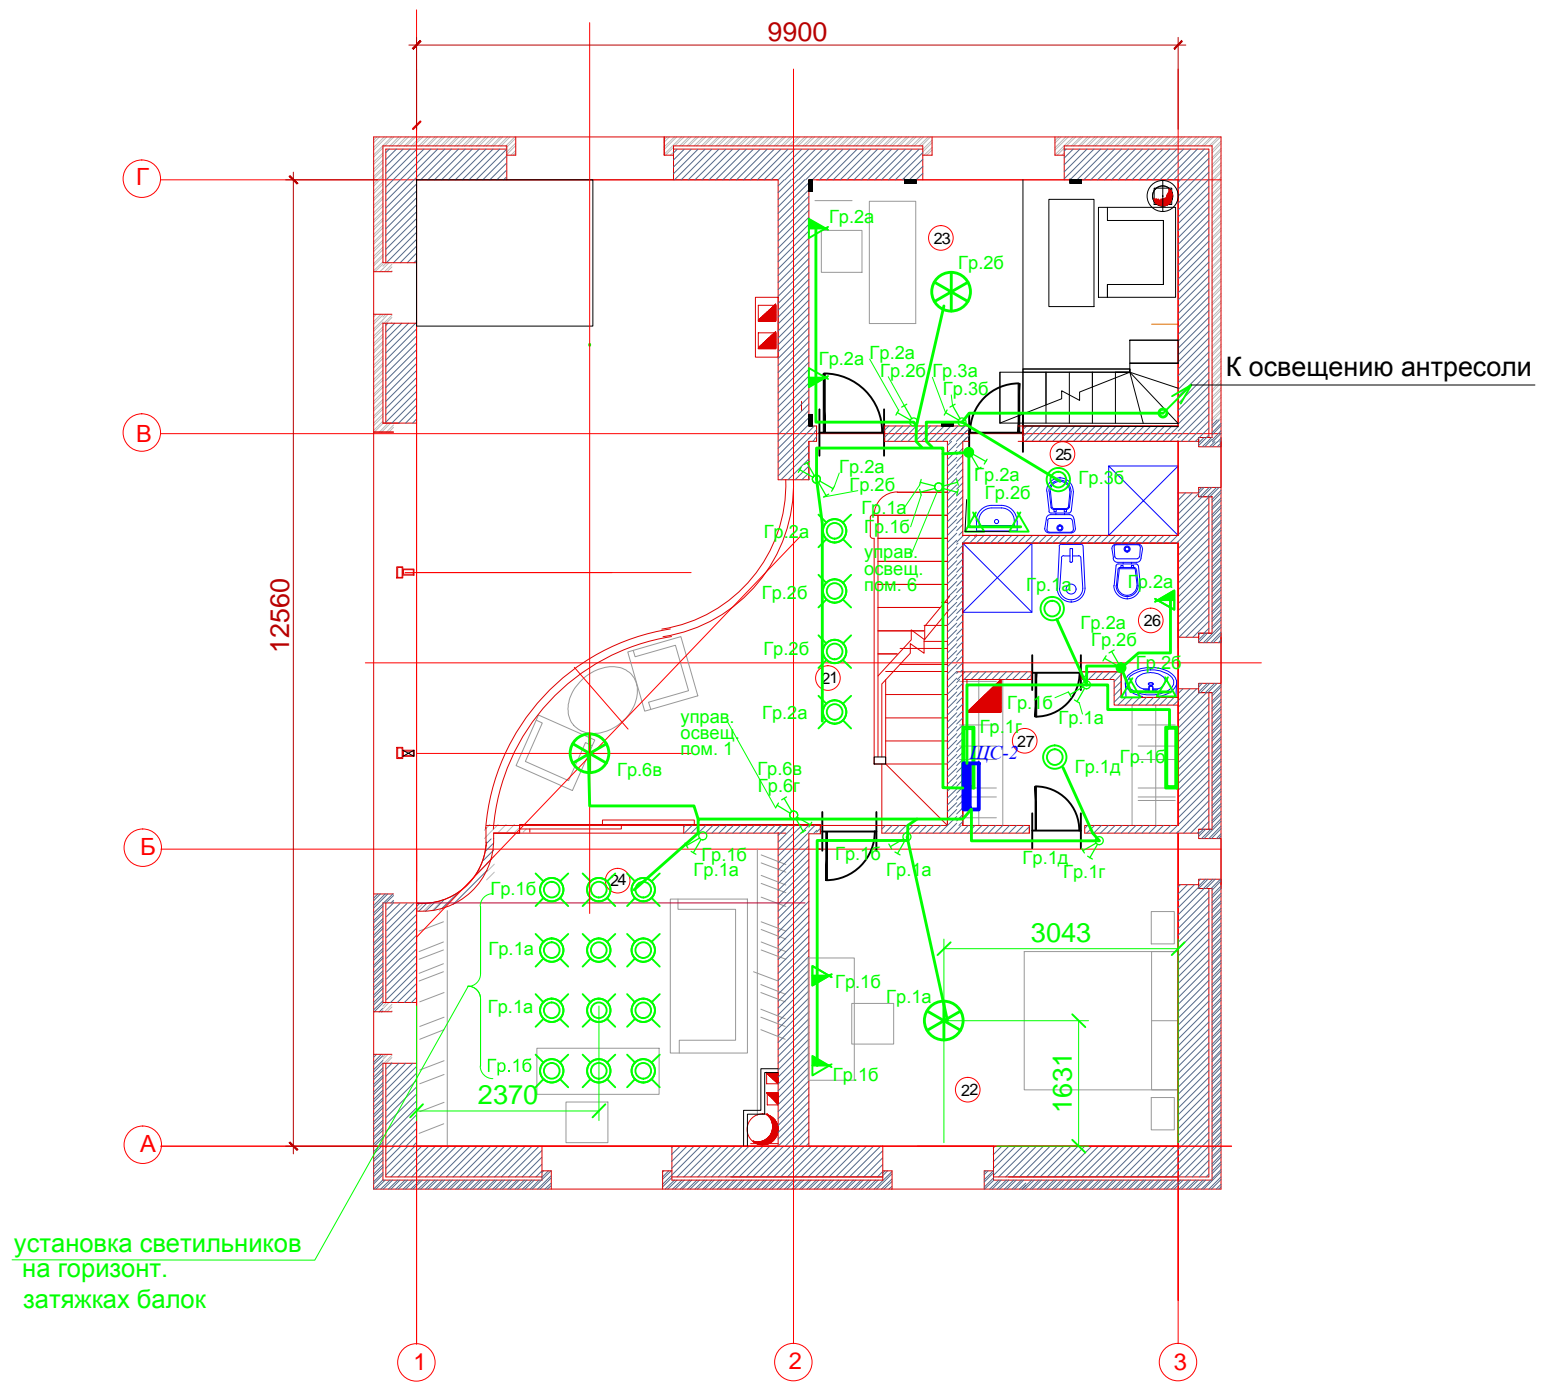 9900
Г
Гр.2а
23
Гр.2б
К освещению антресоли
Гр.2а
Гр.2а
Гр.2б
Гр.3а
Гр.3б
В
25
Гр.2а
Гр.2б
Гр.2а
Гр.2б
Гр.3б
Гр.1а
Гр.1б
Гр.2а
управ.
освещ.
пом. 6
12560
Гр.2б
Гр.1а
Гр.2а
26
Гр.2а
Гр.2б
Гр.2б
Гр.2б
21
Гр.2а
Гр.1б
Гр.1а
управ.
освещ.
пом. 1
Гр.1г
27
ЩС-2
Гр.1д
Гр.1б
Гр.6в
Гр.6в
Гр.6г
Б
Гр.1б
Гр.1а
Гр.1б
Гр.1а
Гр.1д
Гр.1г
24
Гр.1б
Гр.1а
3043
Гр.1б
Гр.1а
Гр.1а
Гр.1б
Гр.1б
2370
1631
22
А
установка светильников
на горизонт.
затяжках балок
1
2
3